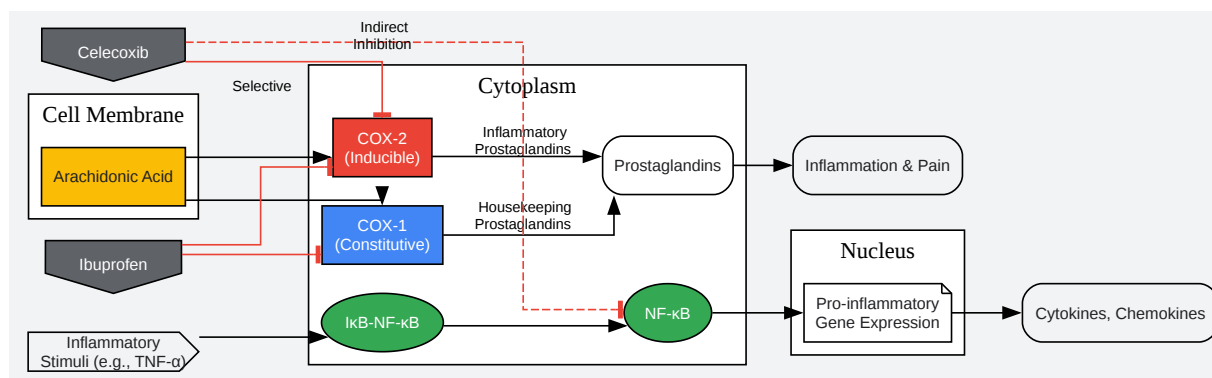 Indirect
Inhibition
Celecoxib
Selective
Cytoplasm
Cell Membrane
COX-2
(Inducible)
Inflammatory
Prostaglandins
Prostaglandins
Inflammation & Pain
Arachidonic Acid
COX-1
(Constitutive)
Housekeeping
Prostaglandins
Ibuprofen
Nucleus
IκB-NF-κB
NF-κB
Pro-inflammatory
Gene Expression
Cytokines, Chemokines
Inflammatory
Stimuli (e.g., TNF-α)